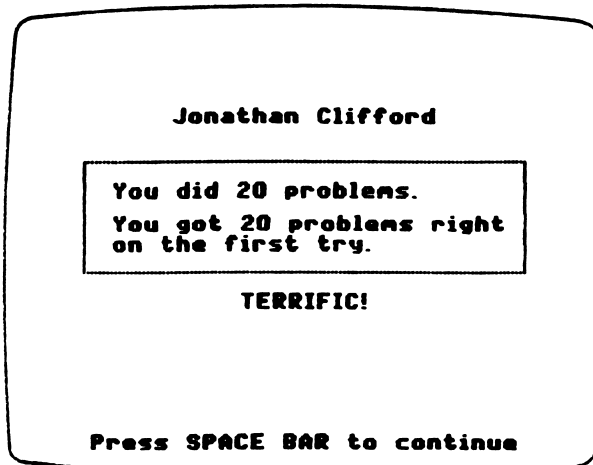 Jonathan Clifford
You did 20 problems.
You got 20 problems right
on the first try.
TERRIFIC!
Press SPACE BAR to continue